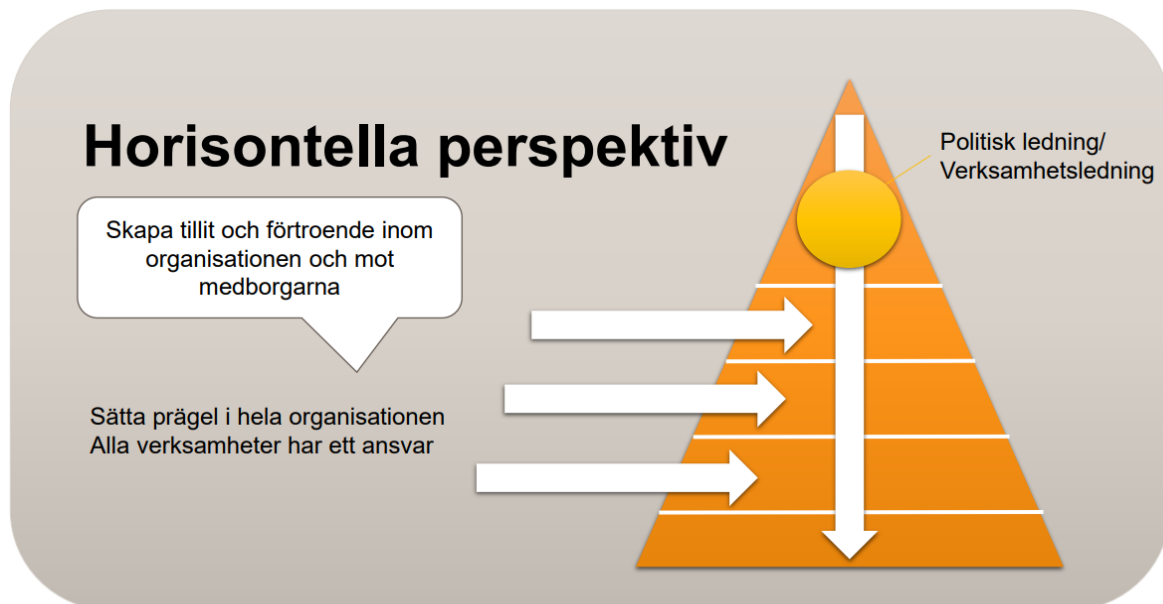 Horisontella perspektiv
Skapa tillit och förtroende inom
organisationen och mot
medborgarna
Sätta prägel i hela organisationen
Alla verksamheter har ett ansvar
Politisk ledning/
Verksamhetsledning